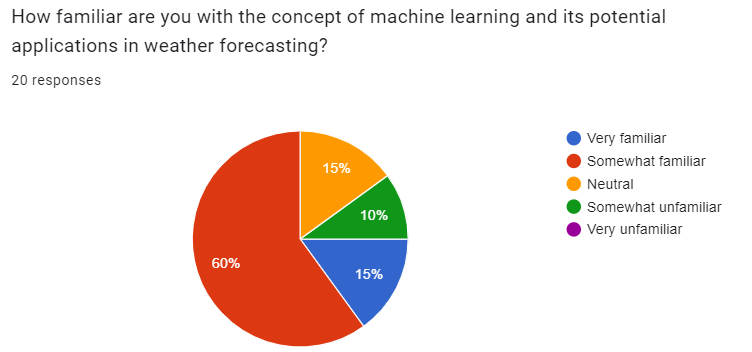 How familiar are you with the concept of machine learning and its potential
applications in weather forecasting?
20 responses
15%
10%
60%
15%
Very familiar
Somewhat familiar
Neutral
Somewhat unfamiliar
Very unfamiliar